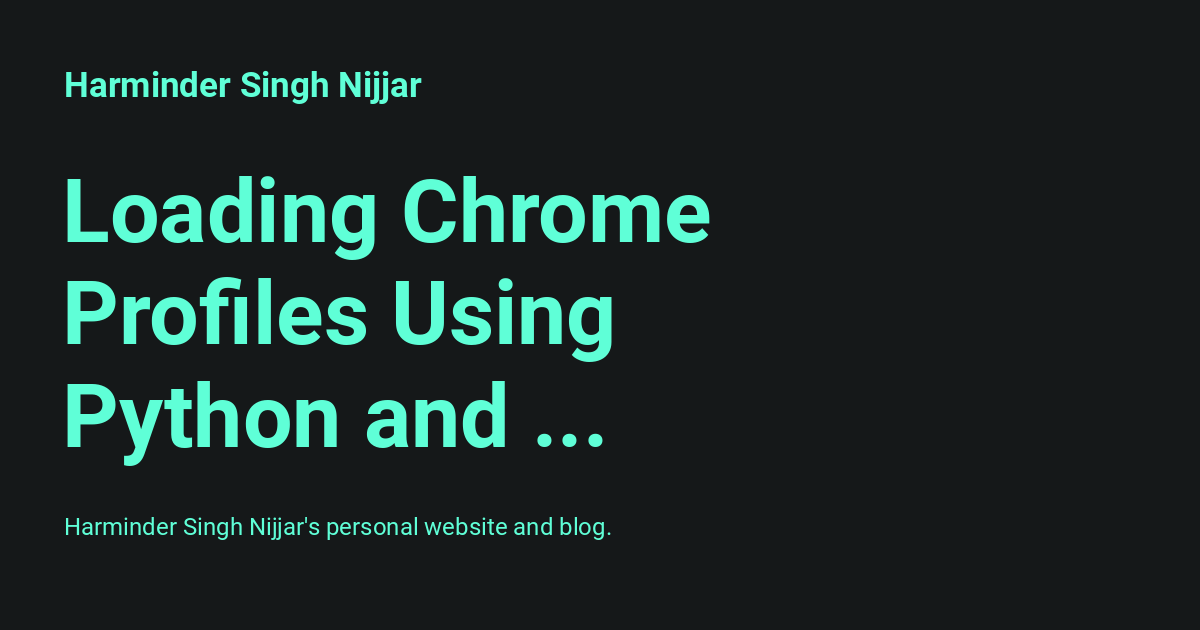 Harminder Singh Nijjar
Loading Chrome
Profiles Using
Python and ...
Harminder Singh Nijjar's personal website and blog.